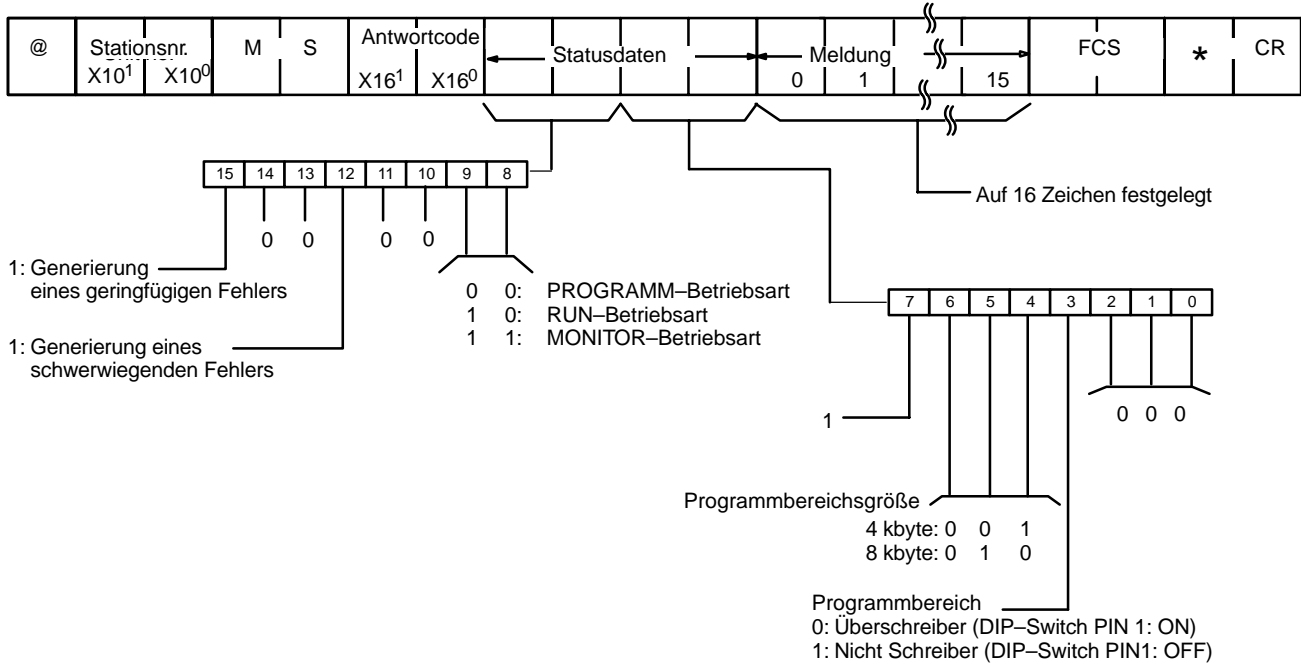 @ Stationsnr. M S Antwortcode Statusdaten Meldung FCS * CR
X10¹ X10⁰ X16¹ X16⁰ 0 1 15
Auf 16 Zeichen festgelegt
15 14 13 12 11 10 9 8
0 0 0 0
1: Generierung
eines geringfügigen Fehlers
0 0: PROGRAMM–Betriebsart
1 0: RUN–Betriebsart
1 1: MONITOR–Betriebsart
1: Generierung eines
schwerwiegenden Fehlers
7 6 5 4 3 2 1 0
1
0 0 0
Programmbereichsgröße
4 kbyte: 0 0 1
8 kbyte: 0 1 0
Programmbereich
0: Überschreiber (DIP–Switch PIN 1: ON)
1: Nicht Schreiber (DIP–Switch PIN1: OFF)